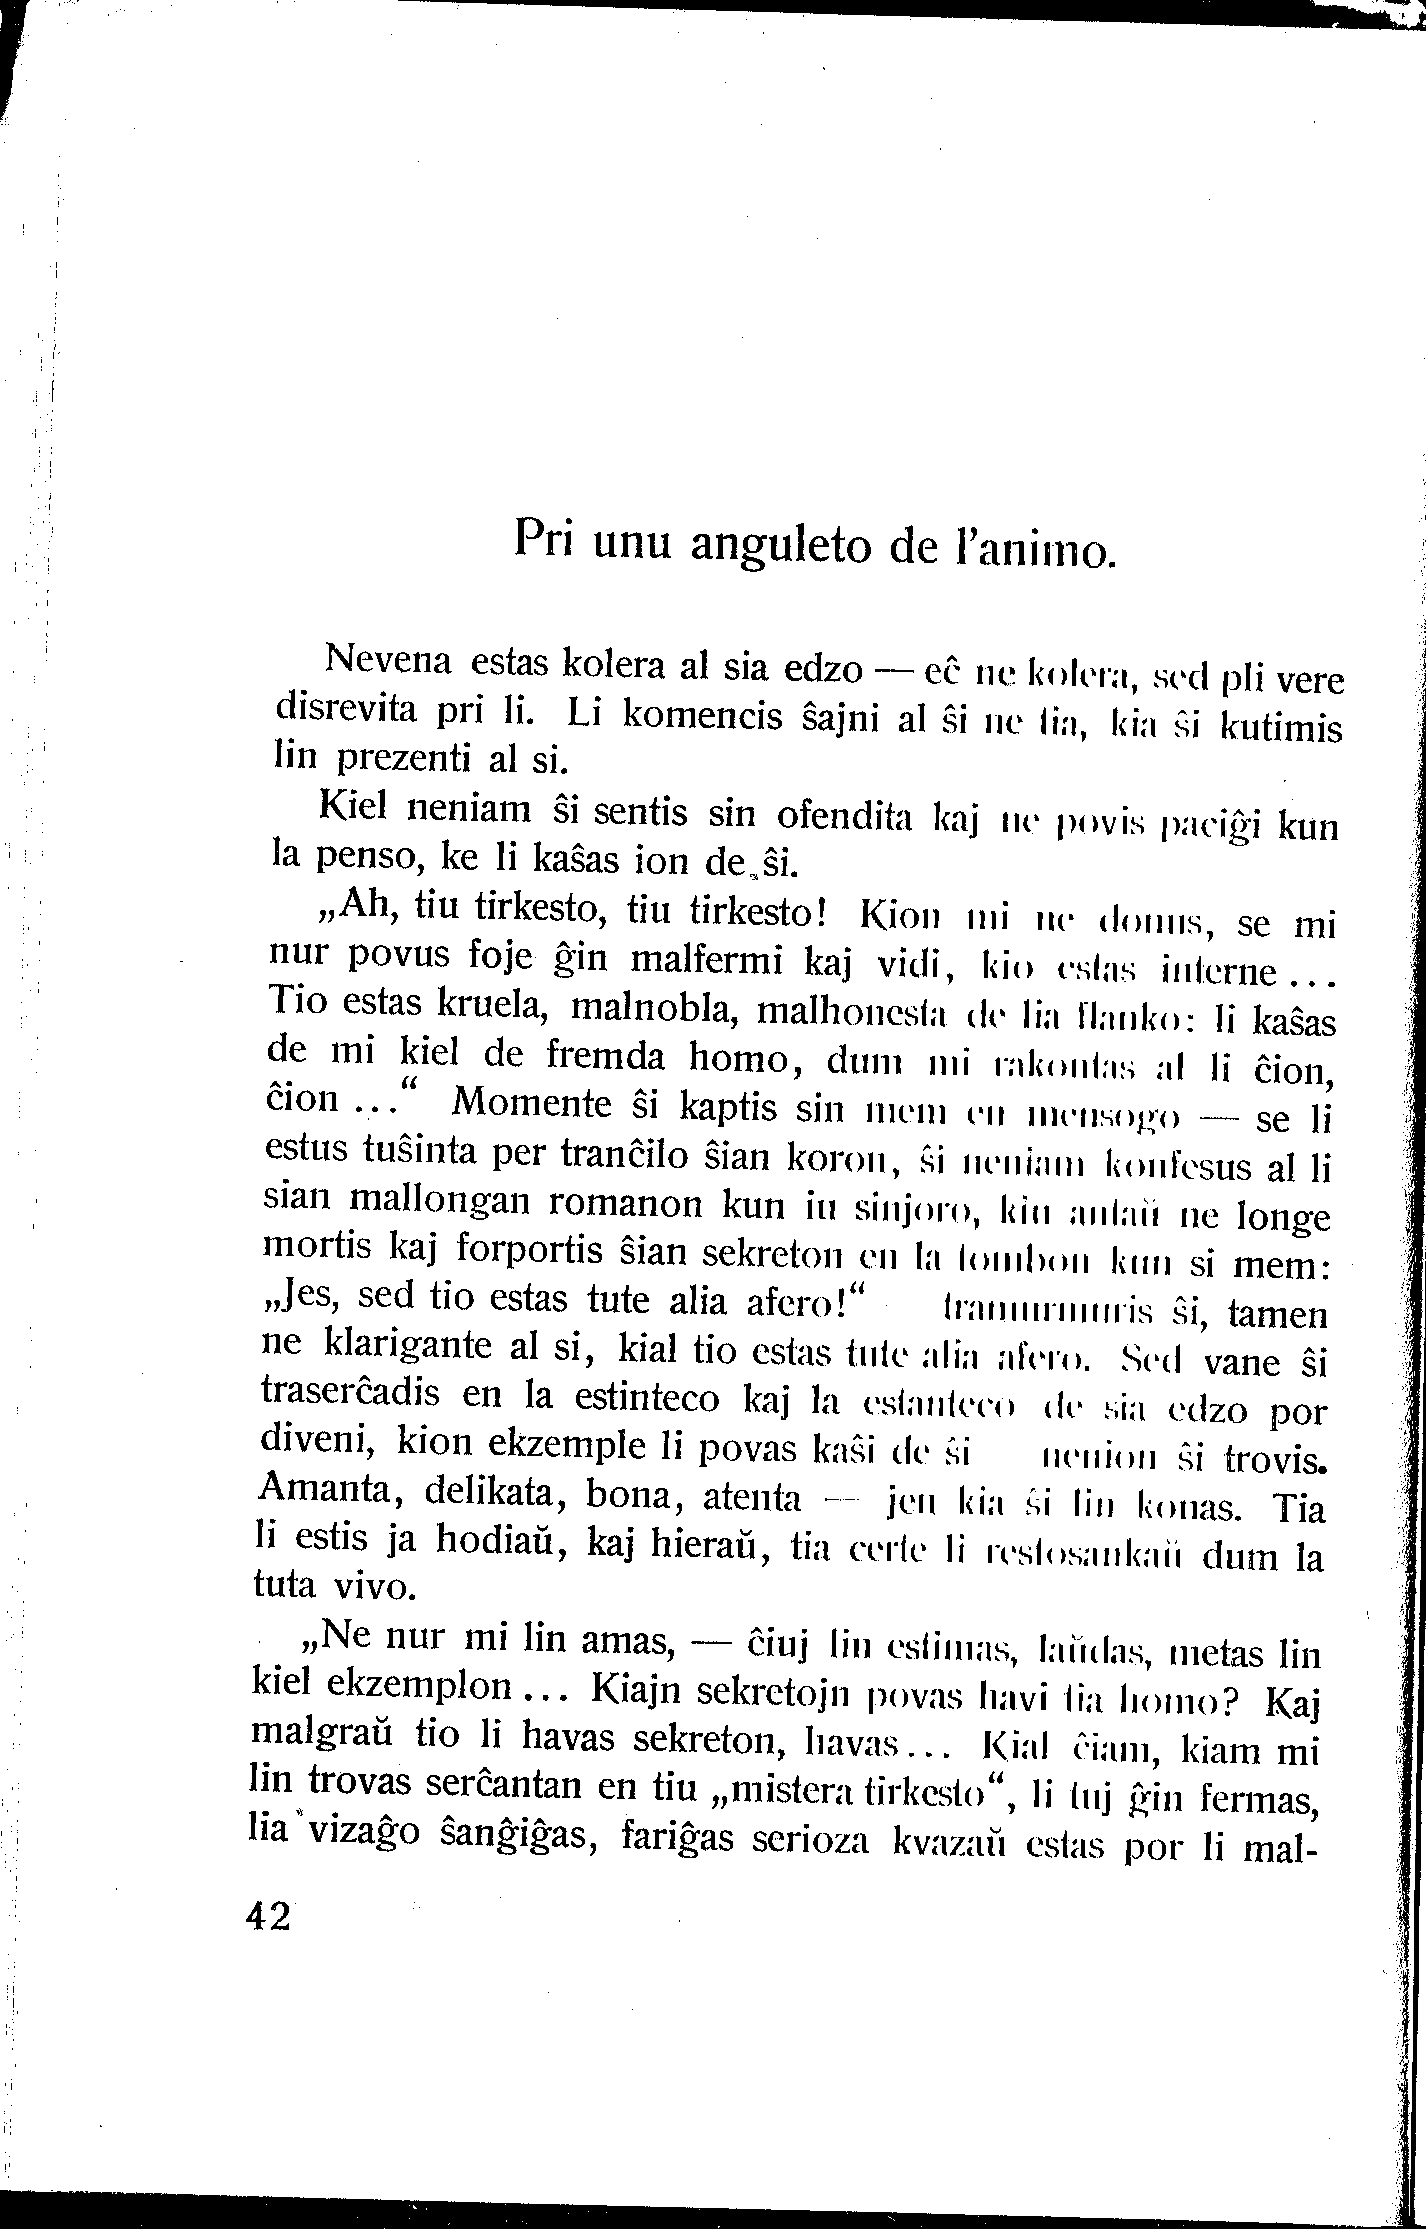 Pri unu anguleto de l'animo.
Nevena estas kolera al sia edzo — eĉ ne kolera, sed pli vere
disrevita pri li. Li komencis ŝajni al ŝi ne tia, kia ŝi kutimis
lin prezenti al si.
Kiel neniam ŝi sentis sin ofendita kaj ne povis paciĝi kun
la penso, ke li kaŝas ion de ŝi.
„Ah, tiu tirkesto, tiu tirkesto! Kion mi ne donus, se mi
nur povus foje ĝin malfermi kaj vidi, kio estas interne ...
Tio estas kruela, malnobla, malhonesta de lia flanko: li kaŝas
de mi kiel de fremda homo, dum mi rakontas al li ĉion,
ĉion ...“ Momente ŝi kaptis sin mem en mensogo — se li
estus tuŝinta per tranĉilo ŝian koron, ŝi neniam konfesus al li
sian mallongan romanon kun iu sinjoro, kiu antaŭ ne longe
mortis kaj forportis ŝian sekreton en la tombon kun si mem:
„Jes, sed tio estas tute alia afero!“ tramurmuris ŝi, tamen
ne klarigante al si, kial tio estas tute alia afero. Sed vane ŝi
traserĉadis en la estinteco kaj la estanteco de sia edzo por
diveni, kion ekzemple li povas kaŝi de ŝi nenion ŝi trovis.
Amanta, delikata, bona, atenta — jen kia ŝi lin konas. Tia
li estis ja hodiaŭ, kaj hieraŭ, tia certe li restosankaŭ dum la
tuta vivo.
„Ne nur mi lin amas, — ĉiuj lin estimas, laŭdas, metas lin
kiel ekzemplon ... Kiajn sekretojn povas havi tia homo? Kaj
malgraŭ tio li havas sekreton, havas ... Kial ĉiam, kiam mi
lin trovas serĉantan en tiu „mistera tirkesto“, li tuj ĝin fermas,
lia vizaĝo ŝanĝiĝas, fariĝas serioza kvazaŭ estas por li mal-
42